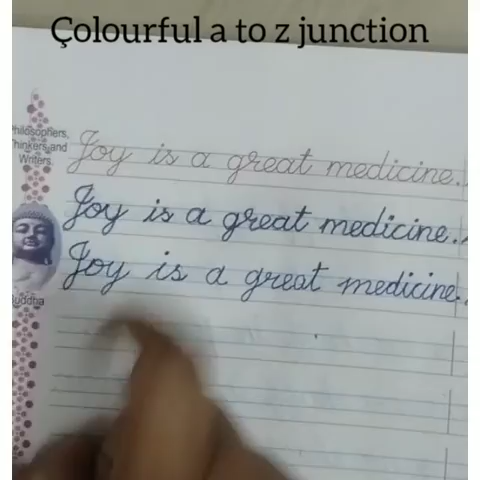 Çolourful a to z junction
Philosophers,
Thinkers and
Writers
Joy is a great medicine.
Joy is a great medicine.
Joy is a great medicine.
Buddha